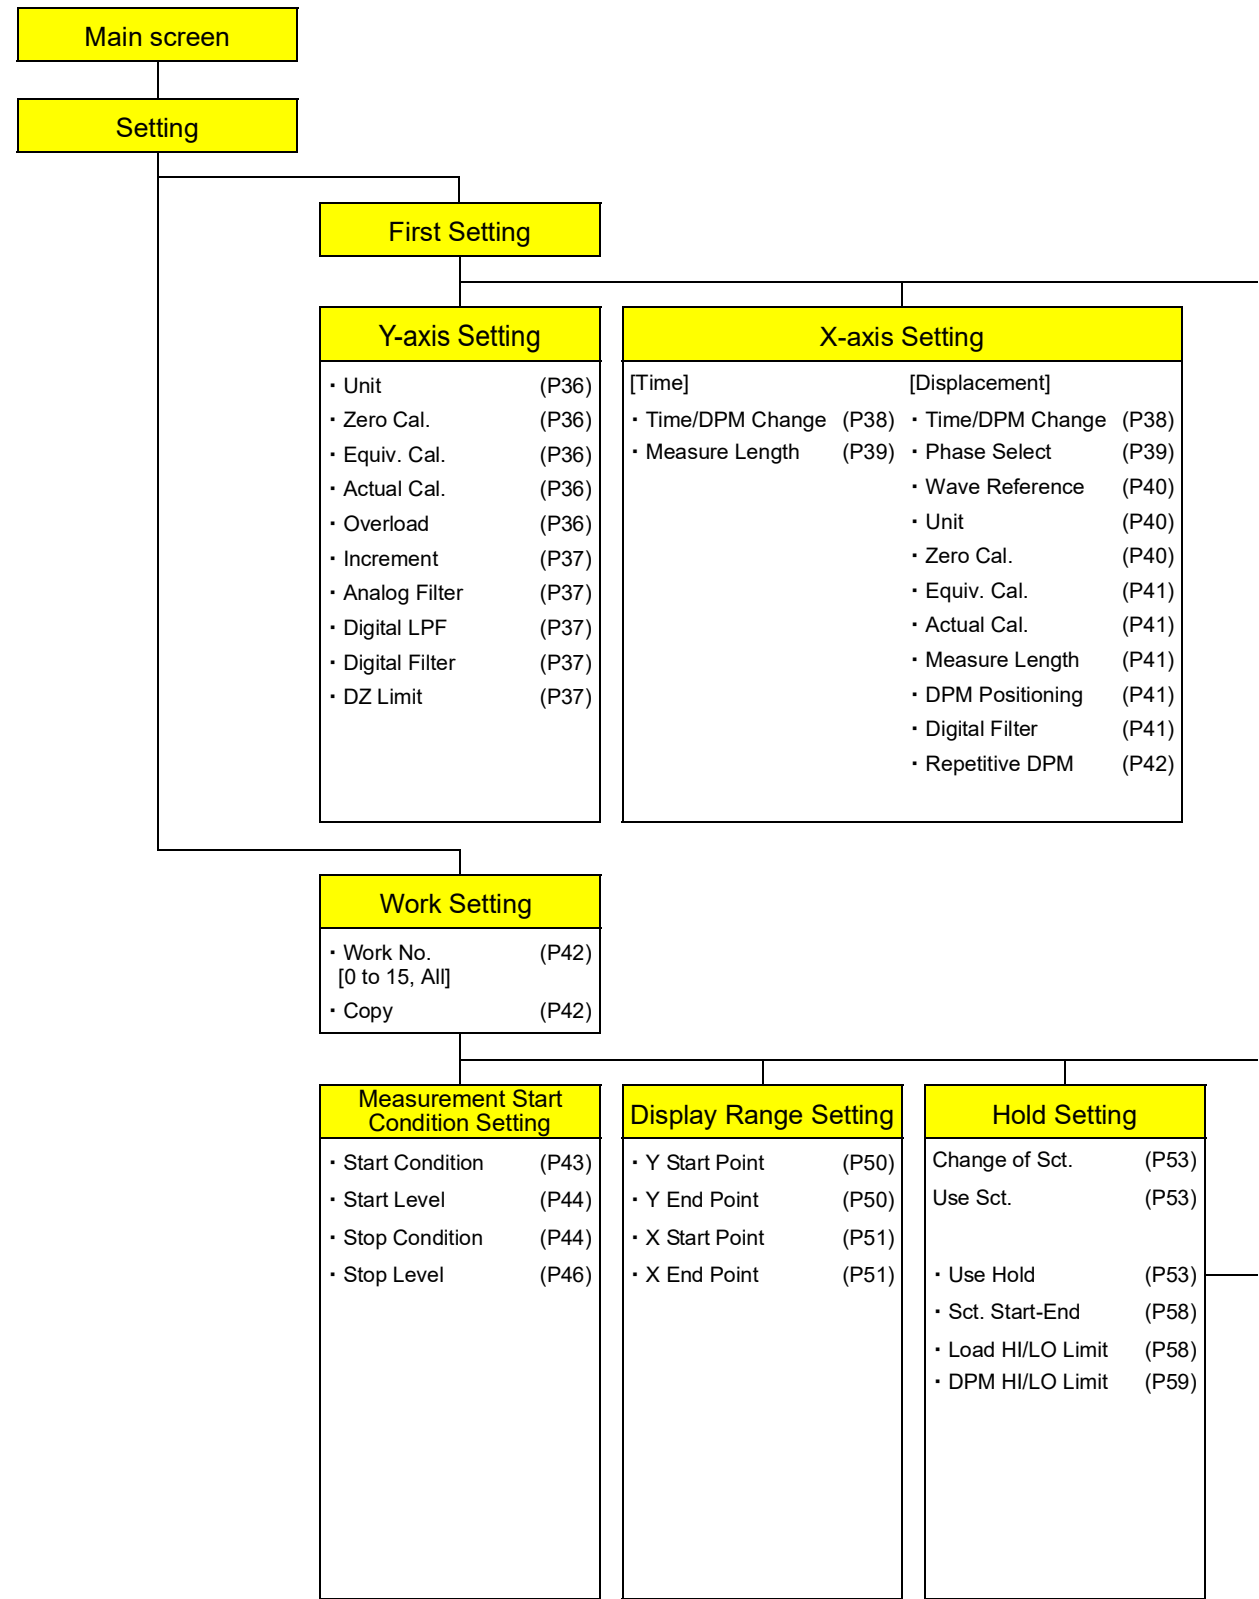 Main screen
Setting
First Setting
Y-axis Setting
・Unit (P36)
・Zero Cal. (P36)
・Equiv. Cal. (P36)
・Actual Cal. (P36)
・Overload (P36)
・Increment (P37)
・Analog Filter (P37)
・Digital LPF (P37)
・Digital Filter (P37)
・DZ Limit (P37)
X-axis Setting
[Time]
・Time/DPM Change (P38)
・Measure Length (P39)
[Displacement]
・Time/DPM Change (P38)
・Phase Select (P39)
・Wave Reference (P40)
・Unit (P40)
・Zero Cal. (P40)
・Equiv. Cal. (P41)
・Actual Cal. (P41)
・Measure Length (P41)
・DPM Positioning (P41)
・Digital Filter (P41)
・Repetitive DPM (P42)
Work Setting
・Work No. (P42)
[0 to 15, All]
・Copy (P42)
Measurement Start
Condition Setting
・Start Condition (P43)
・Start Level (P44)
・Stop Condition (P44)
・Stop Level (P46)
Display Range Setting
・Y Start Point (P50)
・Y End Point (P50)
・X Start Point (P51)
・X End Point (P51)
Hold Setting
Change of Sct. (P53)
Use Sct. (P53)
・Use Hold (P53)
・Sct. Start-End (P58)
・Load HI/LO Limit (P58)
・DPM HI/LO Limit (P59)